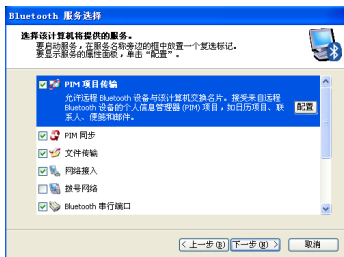 Bluetooth 服务选择
选择该计算机将提供的服务。
要启动服务，在服务名称旁边的框中放置一个复选标记。
要显示服务的属性面板，单击“配置”。
PIM 项目传输
允许远程 Bluetooth 设备与该计算机交换名片。接受来自远程
Bluetooth 设备的个人信息管理器 (PIM) 项目，如日历项目、联
系人、便笺和邮件。
配置
PIM 同步
文件传输
网络接入
拨号网络
Bluetooth 串行端口
< 上一步(B)
下一步(N) >
取消